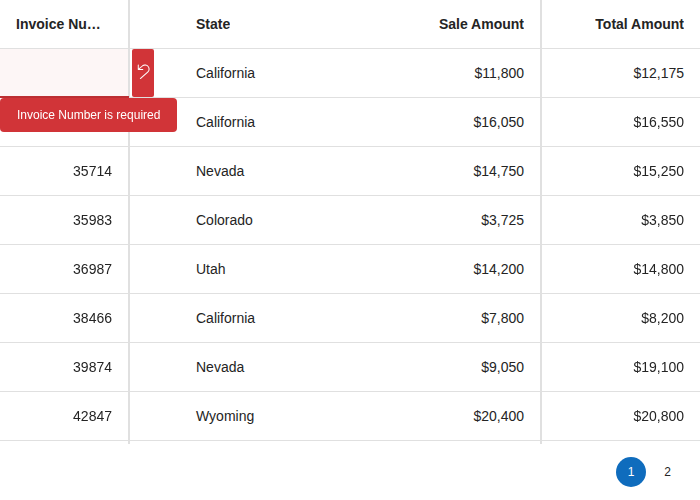 Invoice Nu… State Sale Amount Total Amount
California $11,800 $12,175
Invoice Number is required California $16,050 $16,550
35714 Nevada $14,750 $15,250
35983 Colorado $3,725 $3,850
36987 Utah $14,200 $14,800
38466 California $7,800 $8,200
39874 Nevada $9,050 $19,100
42847 Wyoming $20,400 $20,800
1 2